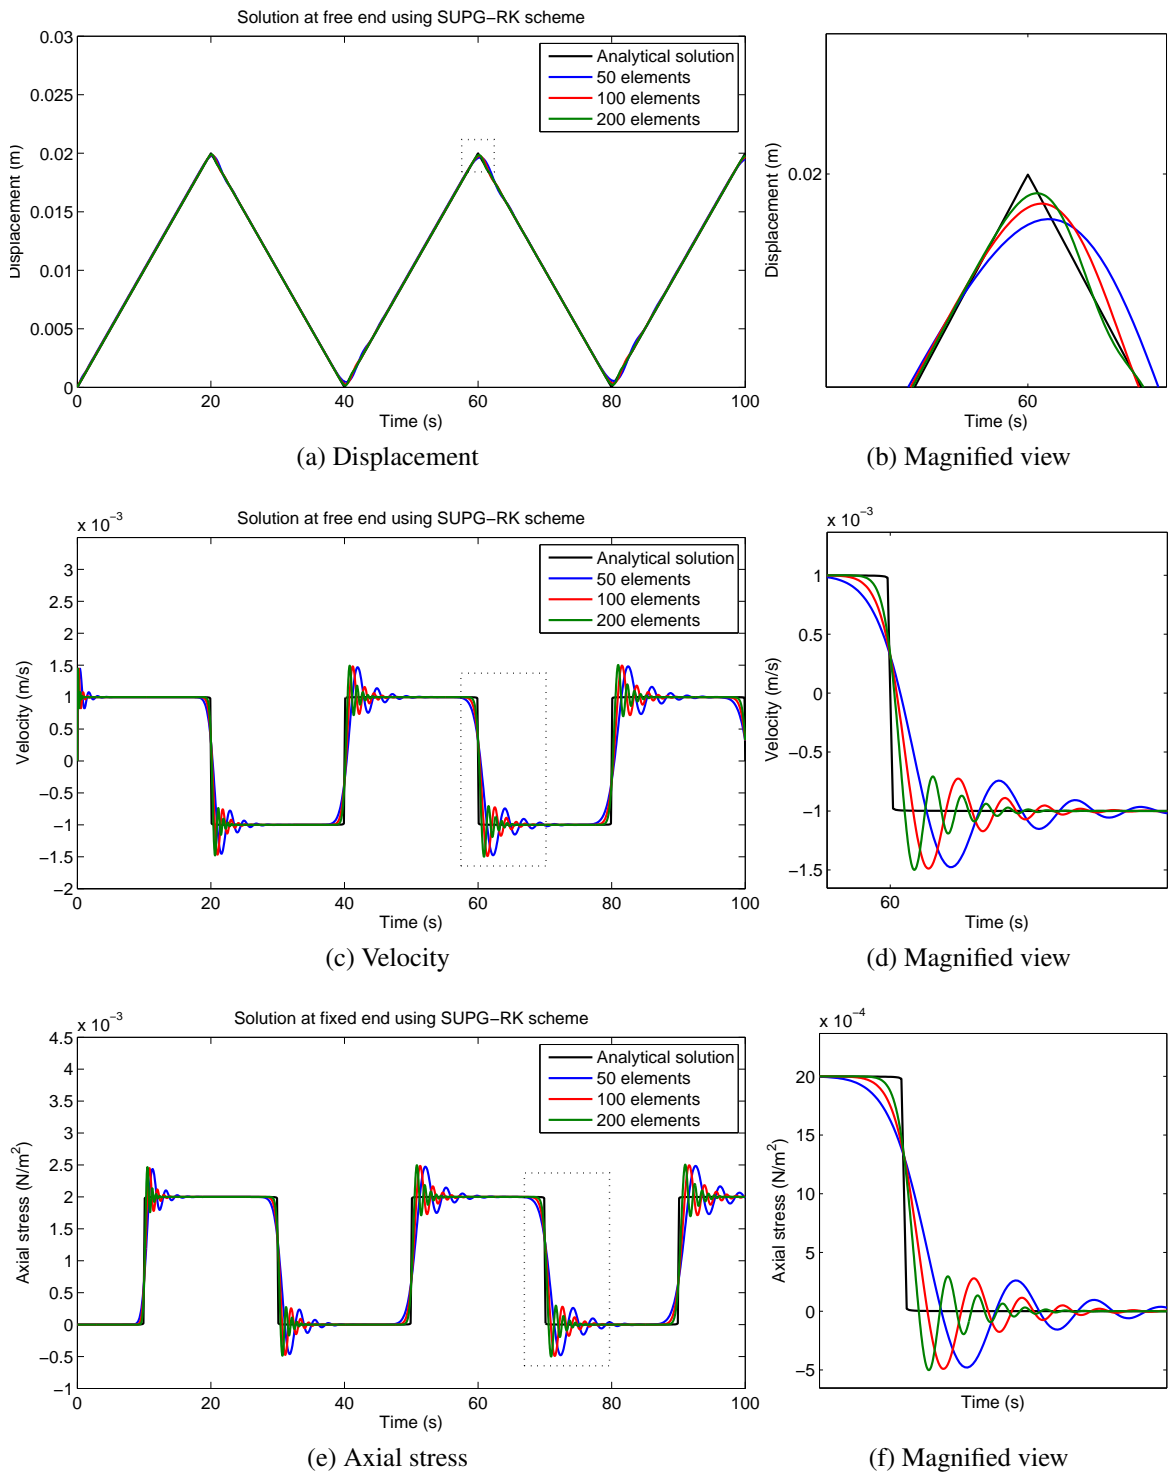 Solution at free end using SUPG−RK scheme
0.03
0.025
0.02
0.015
0.01
0.005
0
Displacement (m)
Analytical solution
50 elements
100 elements
200 elements
0 20 40 60 80 100
Time (s)
(a) Displacement
0.02
Displacement (m)
60
Time (s)
(b) Magnified view
Solution at free end using SUPG−RK scheme
x 10−3
3
2.5
2
1.5
1
0.5
0
−0.5
−1
−1.5
−2
Velocity (m/s)
Analytical solution
50 elements
100 elements
200 elements
0 20 40 60 80 100
Time (s)
(c) Velocity
x 10−3
1
0.5
0
−0.5
−1
−1.5
Velocity (m/s)
60
Time (s)
(d) Magnified view
Solution at fixed end using SUPG−RK scheme
x 10−3
4.5
4
3.5
3
2.5
2
1.5
1
0.5
0
−0.5
−1
Axial stress (N/m2)
Analytical solution
50 elements
100 elements
200 elements
0 20 40 60 80 100
Time (s)
(e) Axial stress
x 10−4
20
15
10
5
0
−5
Axial stress (N/m2)
Time (s)
(f) Magnified view